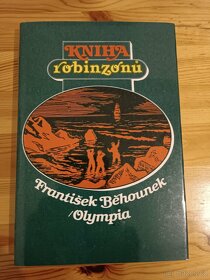 KNIHA
robinzonů
František Běhounek
/Olympia